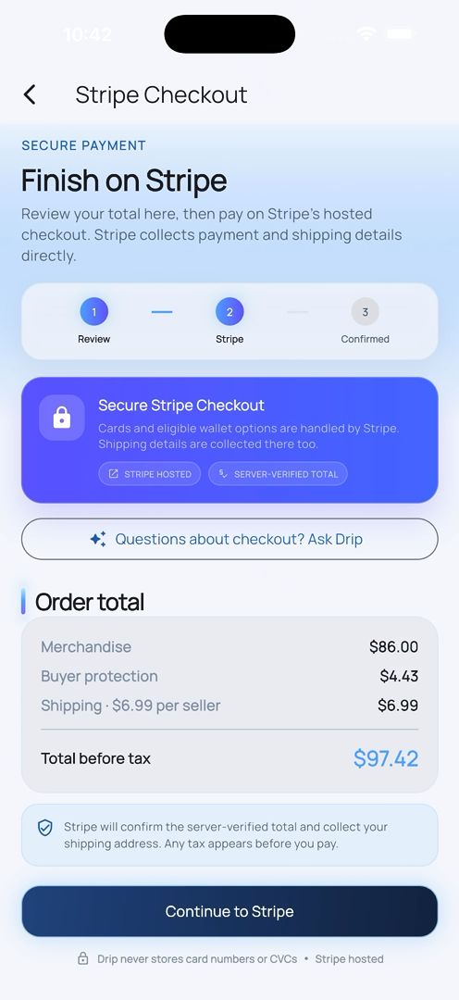 10:42
Stripe Checkout
SECURE PAYMENT
Finish on Stripe
Review your total here, then pay on Stripe's hosted
checkout. Stripe collects payment and shipping details
directly.
1
2
3
Review
Stripe
Confirmed
Secure Stripe Checkout
Cards and eligible wallet options are handled by Stripe.
Shipping details are collected there too.
STRIPE HOSTED
SERVER-VERIFIED TOTAL
Questions about checkout? Ask Drip
Order total
Merchandise $86.00
Buyer protection $4.43
Shipping · $6.99 per seller $6.99
Total before tax $97.42
Stripe will confirm the server-verified total and collect your
shipping address. Any tax appears before you pay.
Continue to Stripe
Drip never stores card numbers or CVCs • Stripe hosted